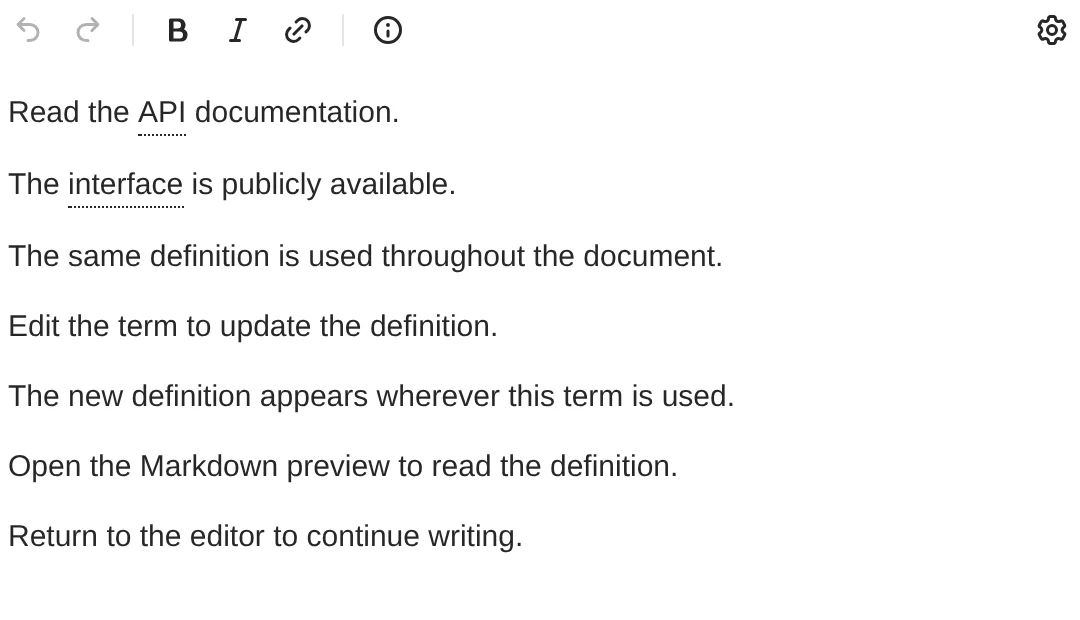 Read the API documentation.
The interface is publicly available.
The same definition is used throughout the document.
Edit the term to update the definition.
The new definition appears wherever this term is used.
Open the Markdown preview to read the definition.
Return to the editor to continue writing.